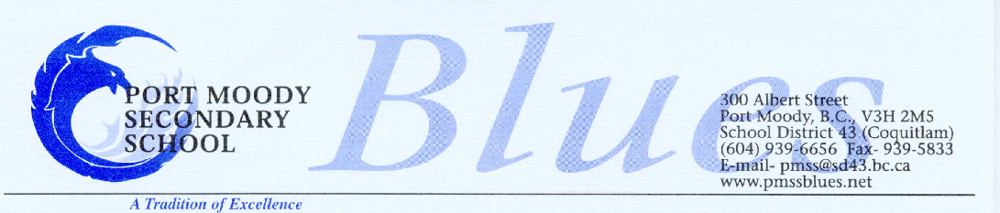 PORT MOODY
SECONDARY
SCHOOL
Blues
300 Albert Street
Port Moody, B.C., V3H 2M5
School District 43 (Coquitlam)
(604) 939-6656 Fax- 939-5833
E-mail- pmss@sd43.bc.ca
www.pmssblues.net
A Tradition of Excellence